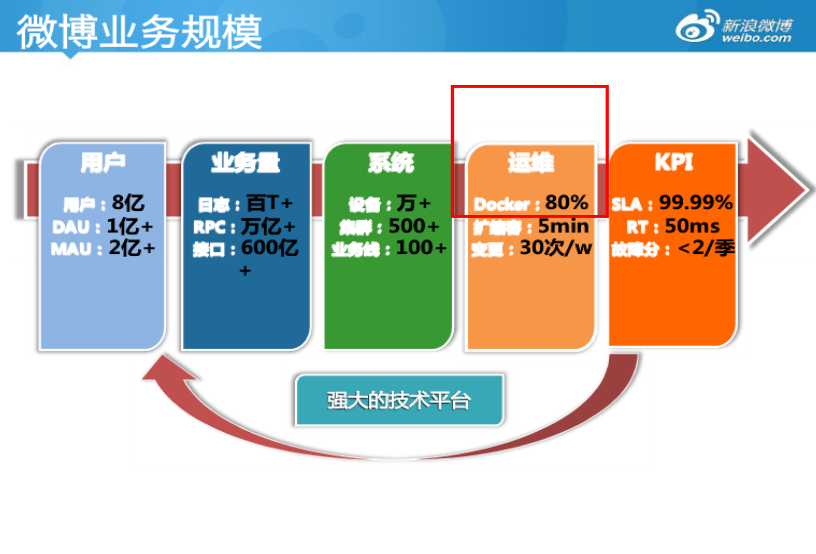 微博业务规模
新浪微博
weibo.com
用户
用户：8亿
DAU：1亿+
MAU：2亿+
业务量
日志：百T+
RPC：万亿+
接口：600亿
+
系统
设备：万+
集群：500+
业务线：100+
运维
Docker：80%
扩缩容：5min
变更：30次/w
KPI
SLA：99.99%
RT：50ms
故障分：<2/季
强大的技术平台